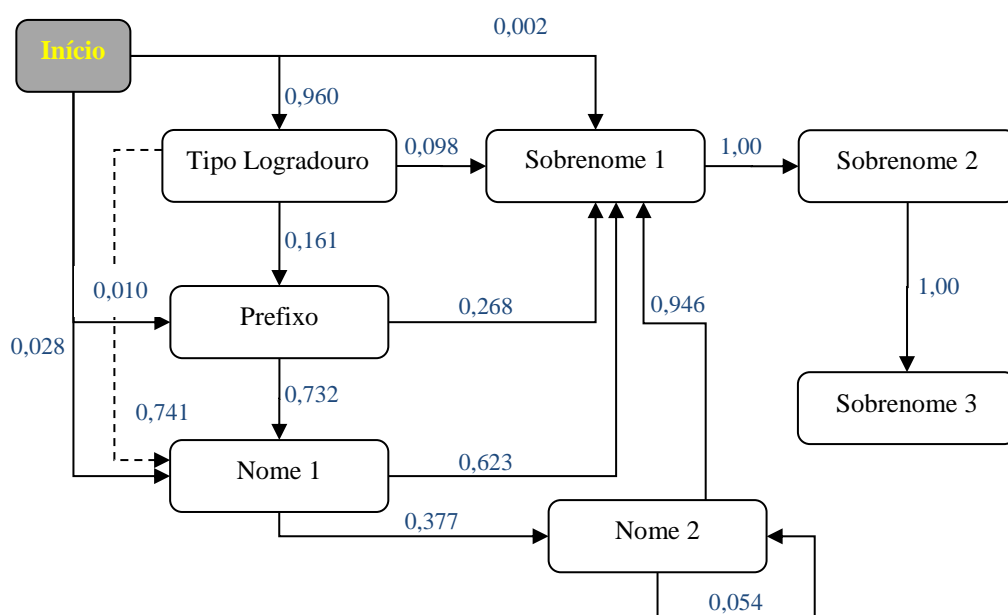 0,002
Início
0,960
Tipo Logradouro
0,098
Sobrenome 1
1,00
Sobrenome 2
0,161
0,010
Prefixo
0,268
0,946
1,00
0,028
0,732
0,741
Sobrenome 3
Nome 1
0,623
0,377
Nome 2
0,054